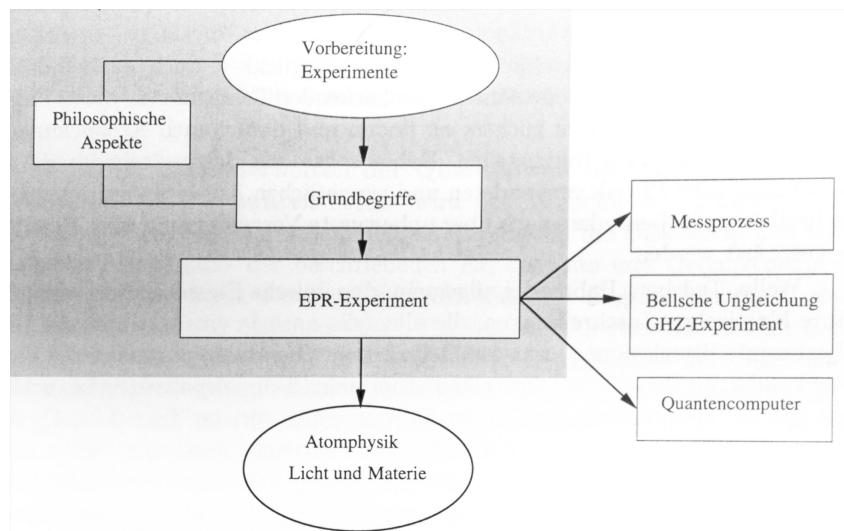 Vorbereitung:
Experimente
Philosophische
Aspekte
Grundbegriffe
Messprozess
EPR-Experiment
Bellsche Ungleichung
GHZ-Experiment
Quantencomputer
Atomphysik
Licht und Materie